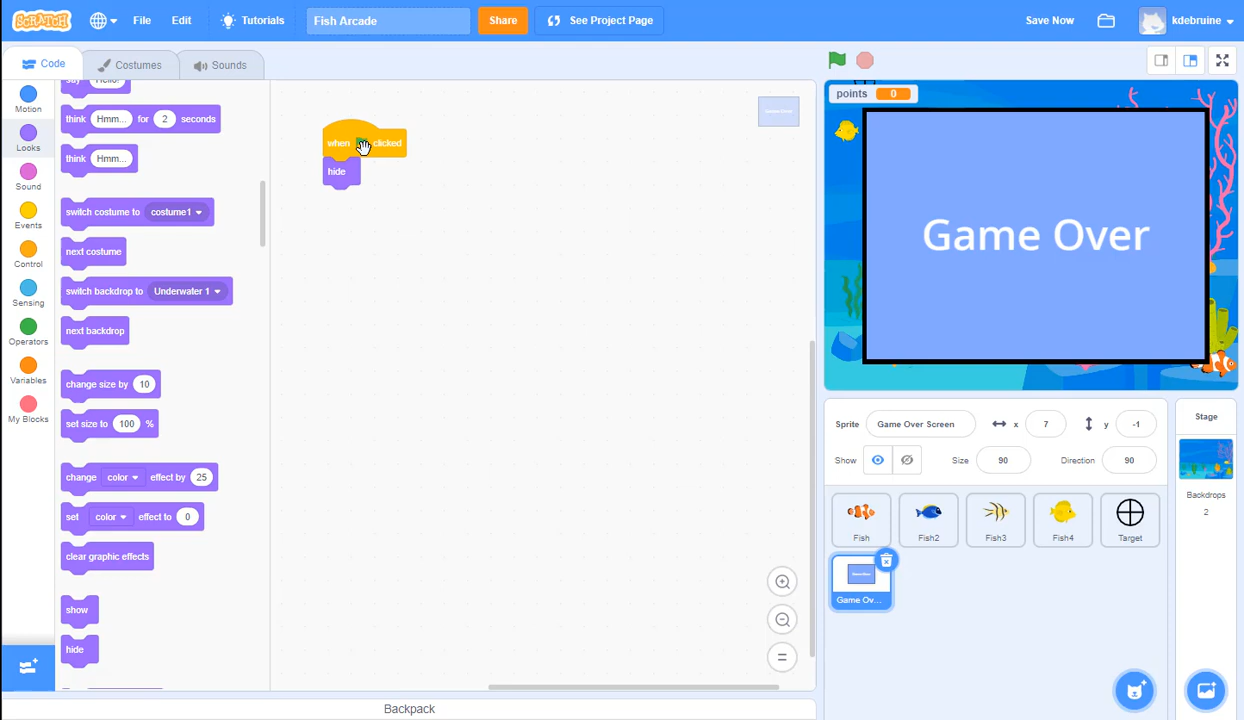 SCRATCH File Edit Tutorials Fish Arcade Share See Project Page Save Now kdebruine
Code Costumes Sounds
Motion
Looks
Sound
Events
Control
Sensing
Operators
Variables
My Blocks
say Hello!
think Hmm... for 2 seconds
think Hmm...
switch costume to costume1
next costume
switch backdrop to Underwater 1
next backdrop
change size by 10
set size to 100 %
change color effect by 25
set color effect to 0
clear graphic effects
show
hide
when clicked
hide
Backpack
points 0
Game Over
Sprite Game Over Screen x 7 y -1
Show Size 90 Direction 90
Fish Fish2 Fish3 Fish4 Target
Game Ov...
Stage
Backdrops
2